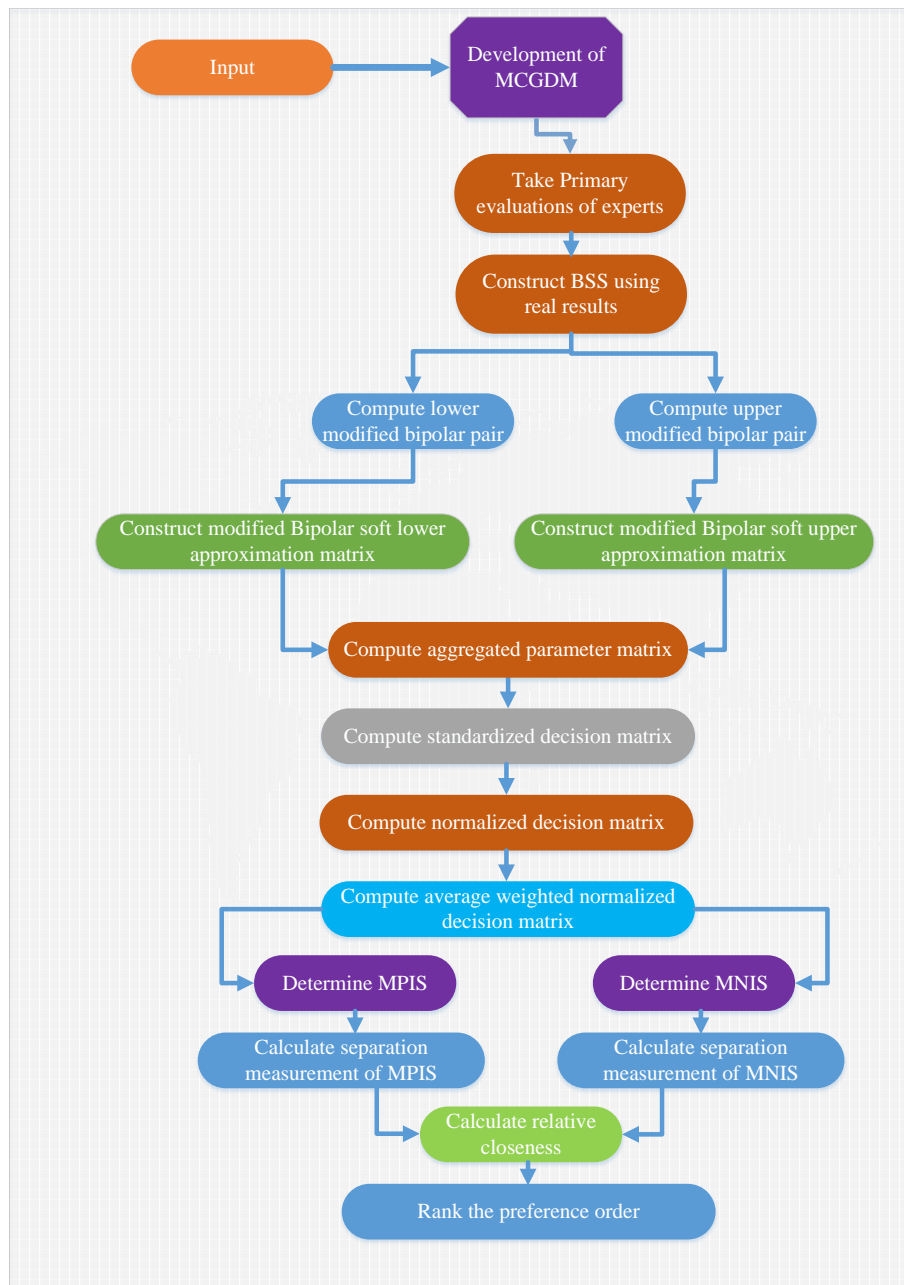 Input
Development of
MCGDM
Take Primary
evaluations of experts
Construct BSS using
real results
Compute lower
modified bipolar pair
Compute upper
modified bipolar pair
Construct modified Bipolar soft lower
approximation matrix
Construct modified Bipolar soft upper
approximation matrix
Compute aggregated parameter matrix
Compute standardized decision matrix
Compute normalized decision matrix
Compute average weighted normalized
decision matrix
Determine MPIS
Determine MNIS
Calculate separation
measurement of MPIS
Calculate separation
measurement of MNIS
Calculate relative
closeness
Rank the preference order